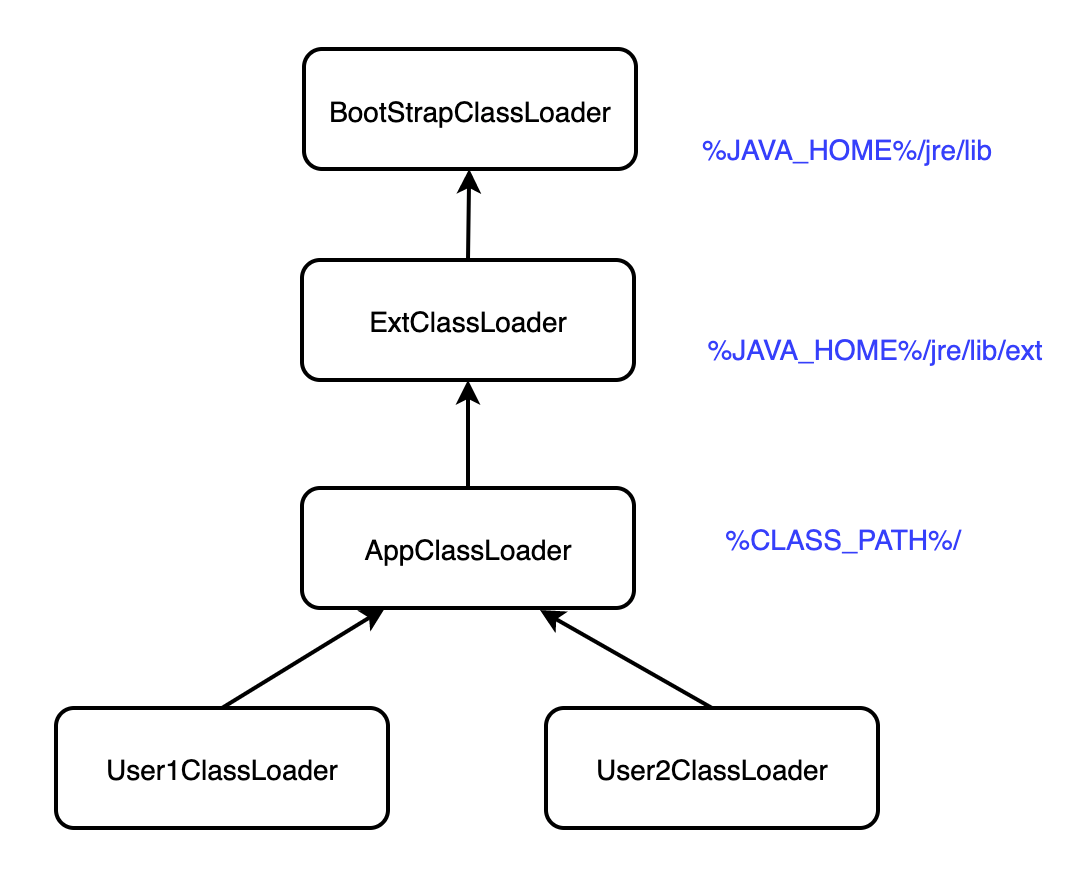 BootStrapClassLoader
%JAVA_HOME%/jre/lib
ExtClassLoader
%JAVA_HOME%/jre/lib/ext
AppClassLoader
%CLASS_PATH%/
User1ClassLoader
User2ClassLoader